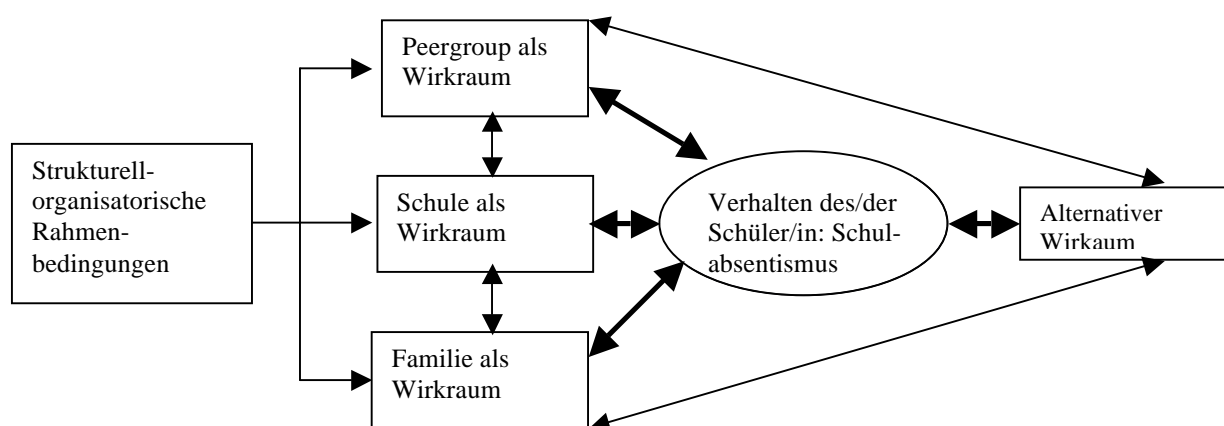 Peergroup als
Wirkraum
Strukturell-
organisatorische
Rahmen-
bedingungen
Schule als
Wirkraum
Verhalten des/der
Schüler/in: Schul-
absentismus
Alternativer
Wirkaum
Familie als
Wirkraum